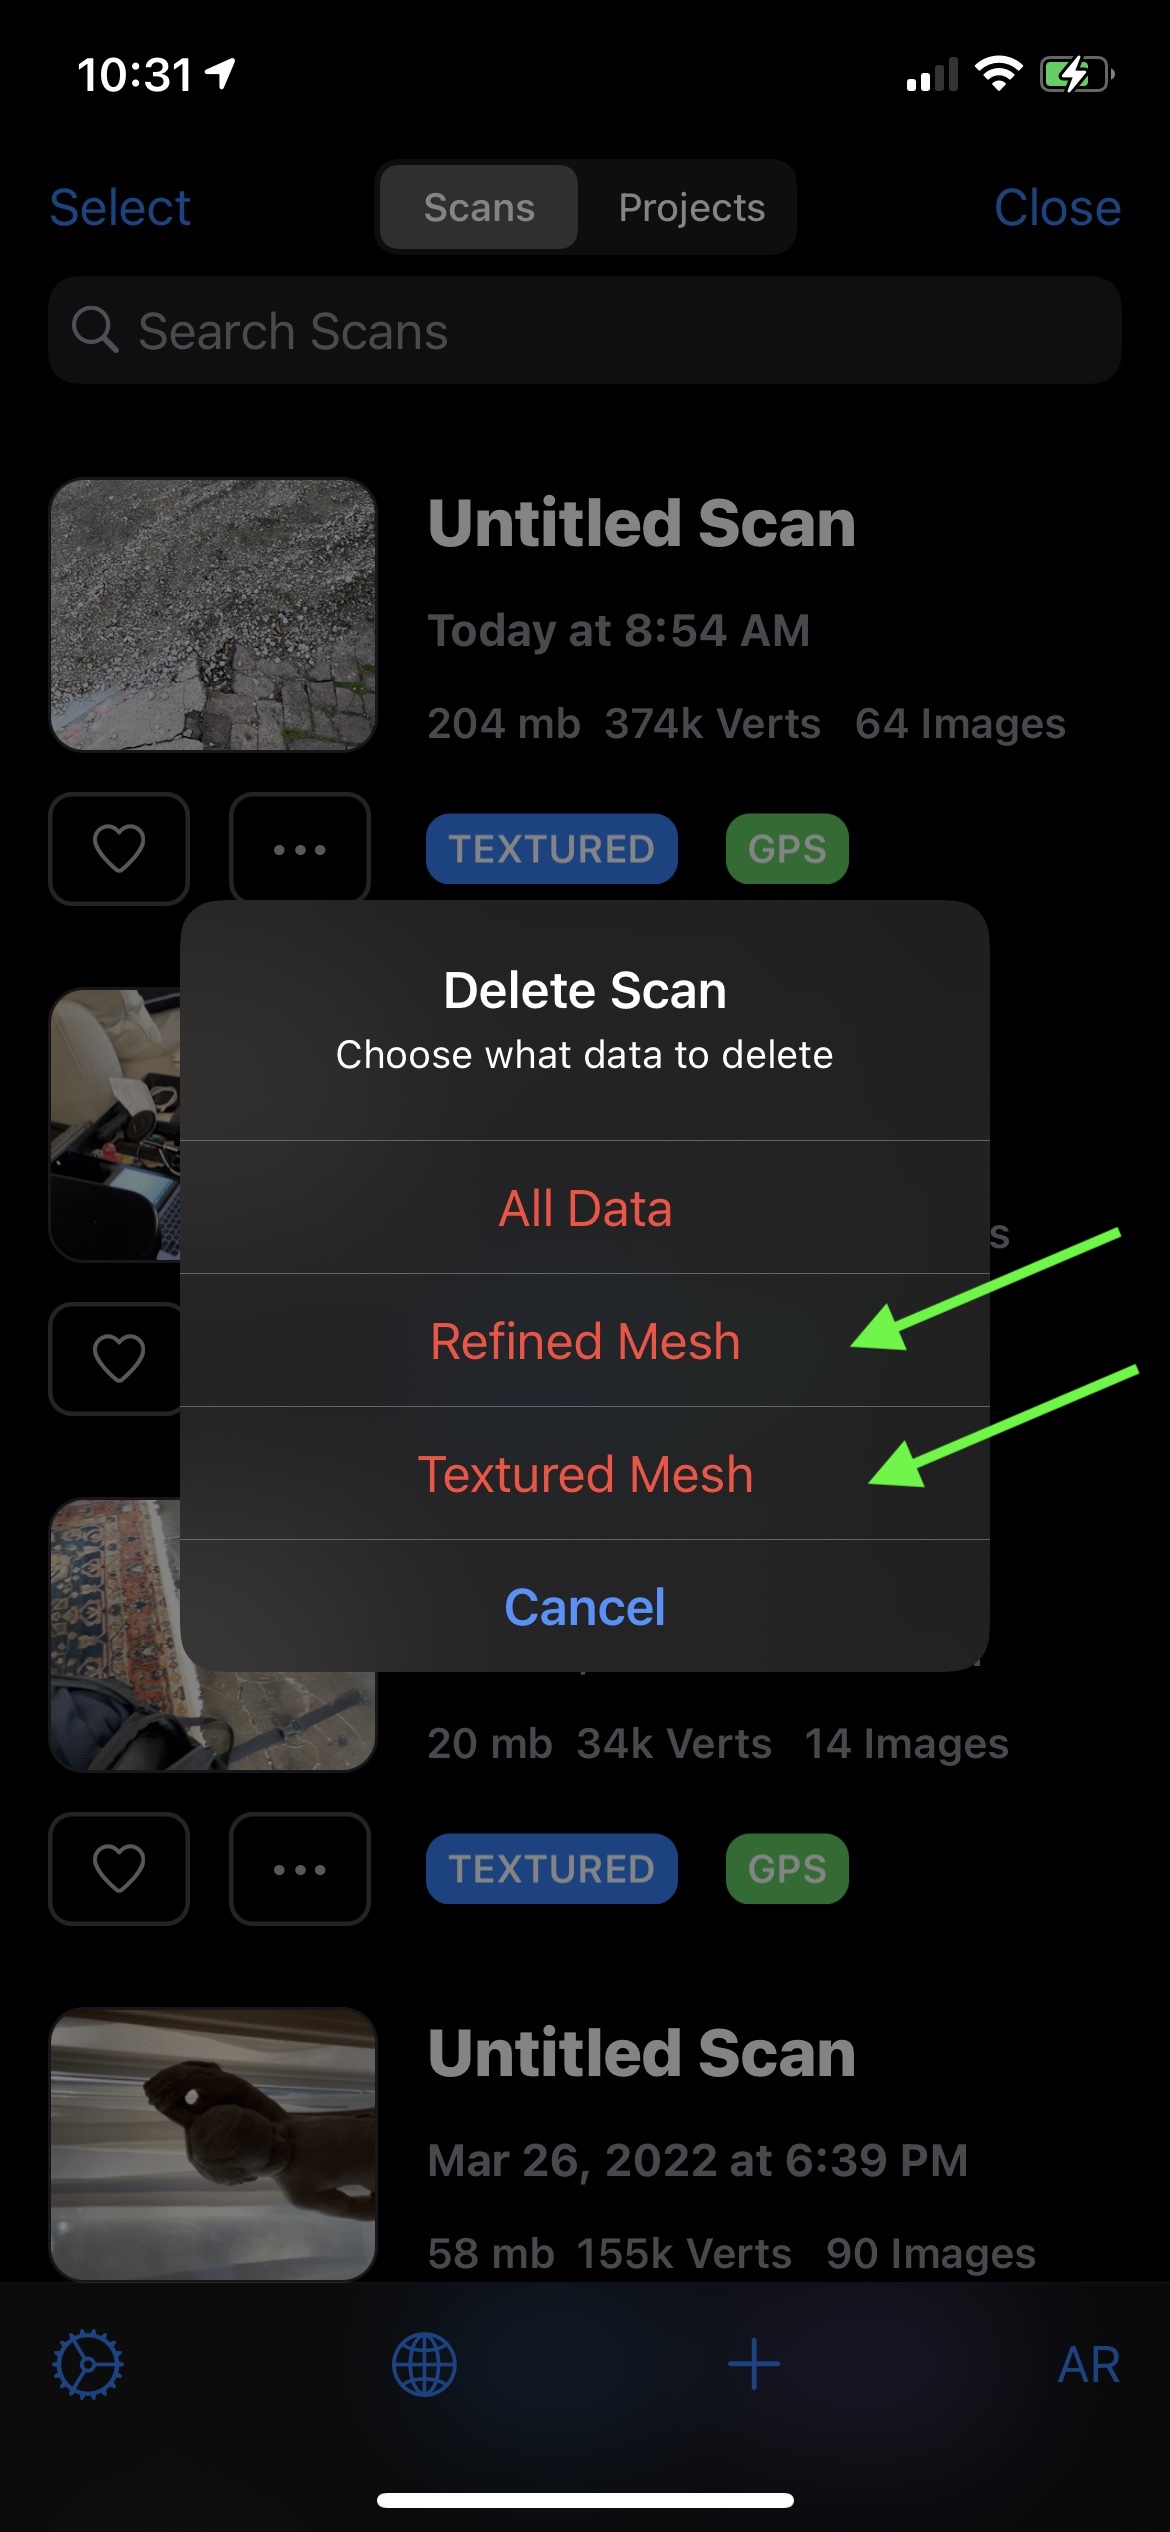 10:31
Select Scans Projects Close
Search Scans
Untitled Scan
Today at 8:54 AM
204 mb 374k Verts 64 Images
TEXTURED GPS
Delete Scan
Choose what data to delete
All Data
s
Refined Mesh
Textured Mesh
Cancel
20 mb 34k Verts 14 Images
TEXTURED GPS
Untitled Scan
Mar 26, 2022 at 6:39 PM
58 mb 155k Verts 90 Images
AR